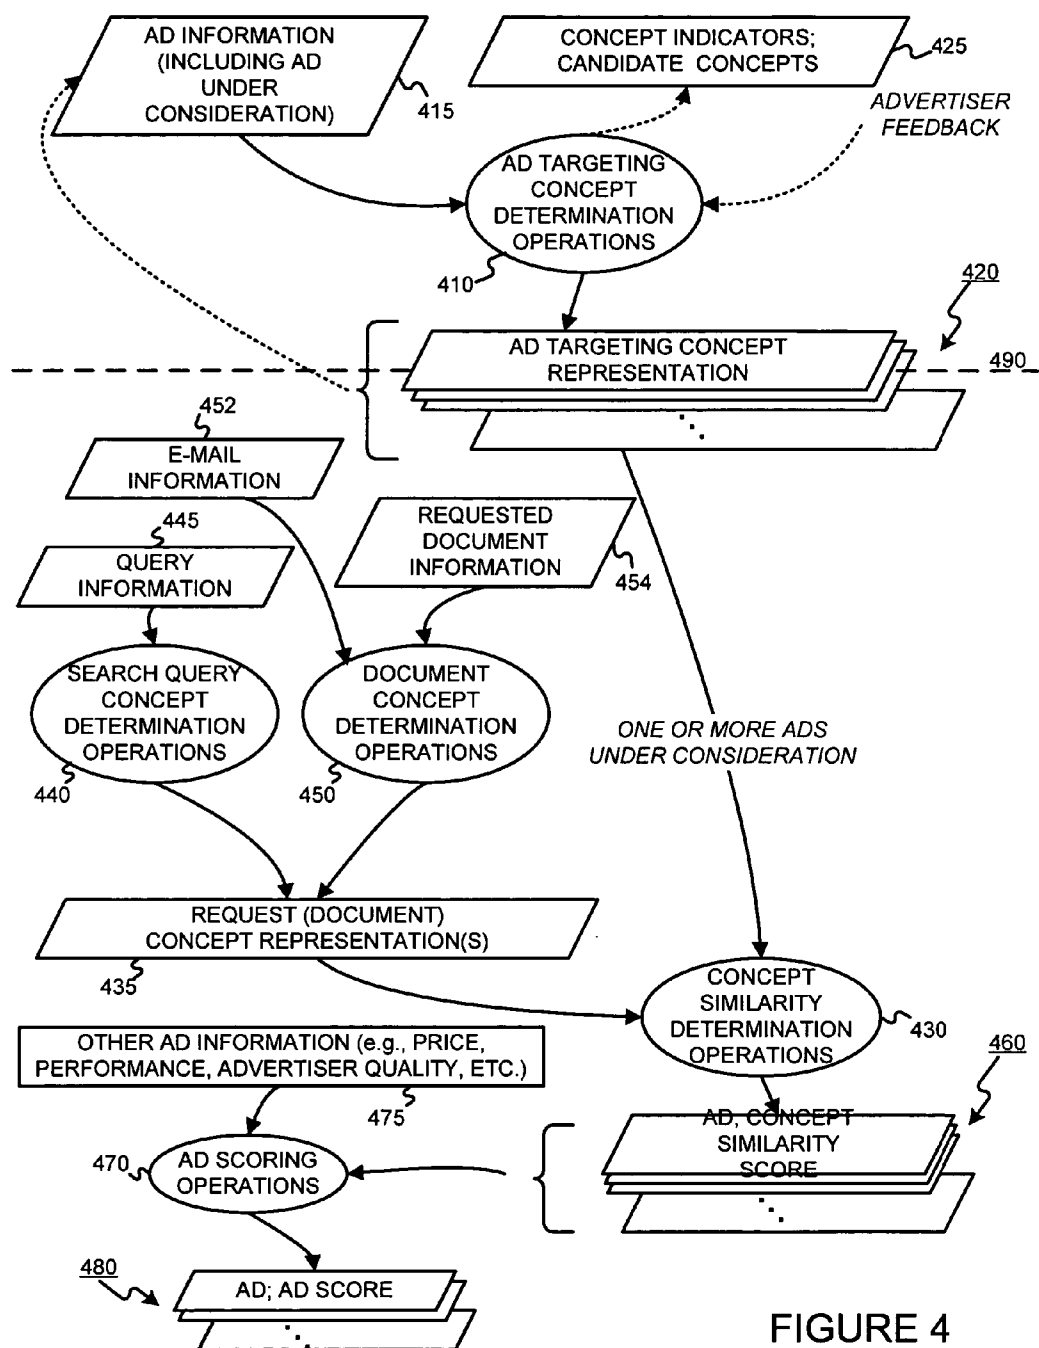 AD INFORMATION
(INCLUDING AD
UNDER
CONSIDERATION)
415
CONCEPT INDICATORS;
CANDIDATE CONCEPTS
425
ADVERTISER
FEEDBACK
AD TARGETING
CONCEPT
DETERMINATION
OPERATIONS
410
420
AD TARGETING CONCEPT
REPRESENTATION
490
452
E-MAIL
INFORMATION
445
QUERY
INFORMATION
REQUESTED
DOCUMENT
INFORMATION
454
SEARCH QUERY
CONCEPT
DETERMINATION
OPERATIONS
440
DOCUMENT
CONCEPT
DETERMINATION
OPERATIONS
450
ONE OR MORE ADS
UNDER CONSIDERATION
REQUEST (DOCUMENT)
CONCEPT REPRESENTATION(S)
435
CONCEPT
SIMILARITY
DETERMINATION
OPERATIONS
430
OTHER AD INFORMATION (e.g., PRICE,
PERFORMANCE, ADVERTISER QUALITY, ETC.)
475
460
AD, CONCEPT
SIMILARITY
SCORE
470
AD SCORING
OPERATIONS
480
AD; AD SCORE
FIGURE 4